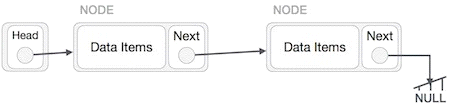 NODE
NODE
Head
Data Items
Next
Data Items
Next
NULL